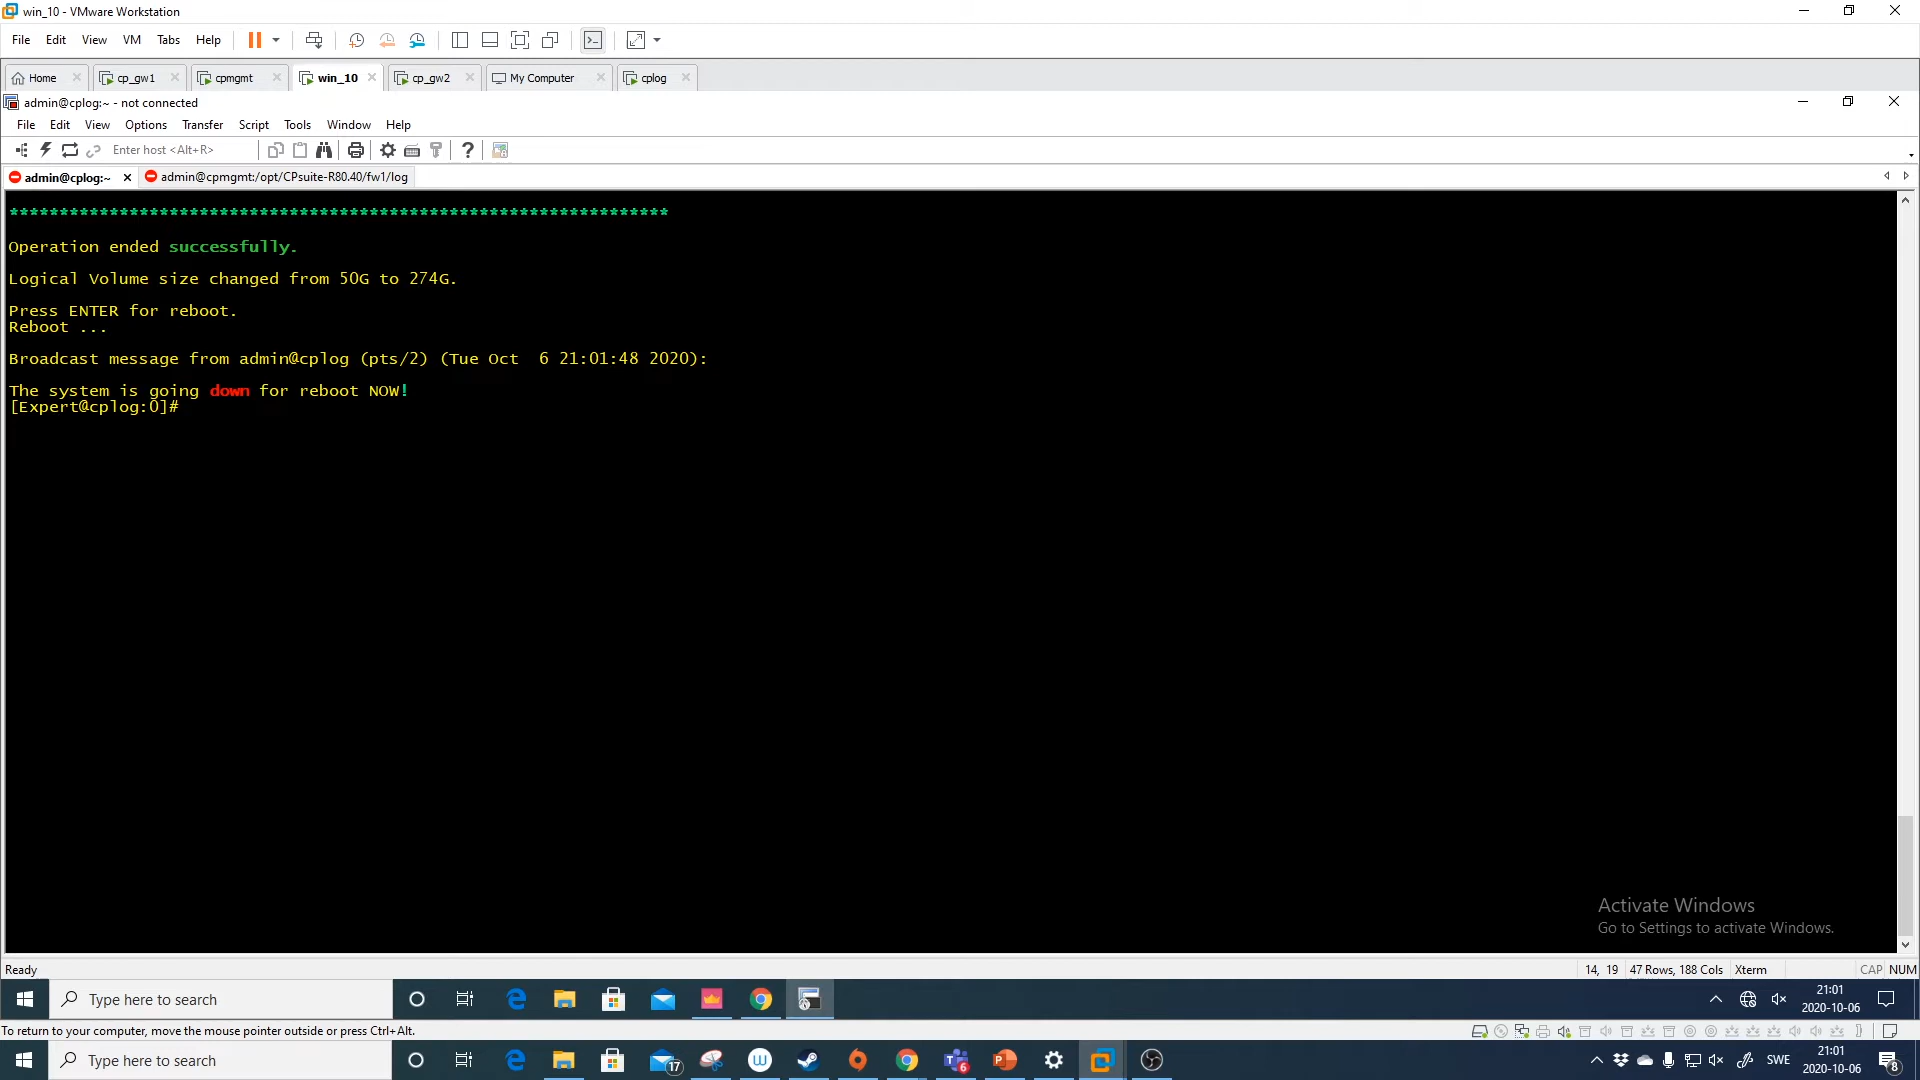 win_10 - VMware Workstation
File Edit View VM Tabs Help
Home cp_gw1 cpmgmt win_10 cp_gw2 My Computer cplog
admin@cplog:~ - not connected
File Edit View Options Transfer Script Tools Window Help
Enter host <Alt+R>
admin@cplog:~ admin@cpmgmt:/opt/CPsuite-R80.40/fw1/log
******************************************************************
Operation ended successfully.
Logical Volume size changed from 50G to 274G.
Press ENTER for reboot.
Reboot ...
Broadcast message from admin@cplog (pts/2) (Tue Oct  6 21:01:48 2020):
The system is going down for reboot NOW!
[Expert@cplog:0]#
Activate Windows
Go to Settings to activate Windows.
Ready 14, 19 47 Rows, 188 Cols Xterm CAP NUM
Type here to search 21:01
2020-10-06
To return to your computer, move the mouse pointer outside or press Ctrl+Alt.
Type here to search 17 6 SWE 21:01
2020-10-06 8